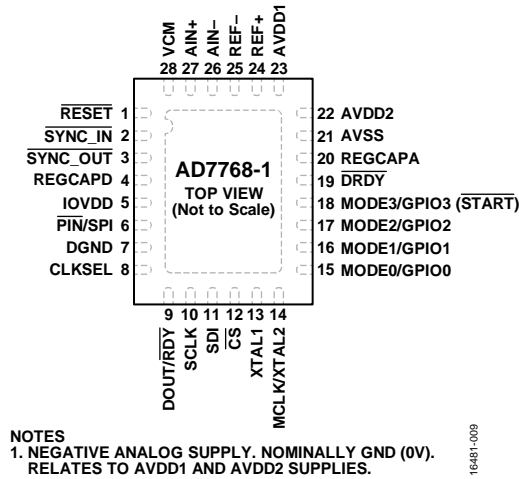 28 VCM
27 AIN+
26 AIN–
25 REF–
24 REF+
23 AVDD1
RESET 1
SYNC_IN 2
SYNC_OUT 3
REGCAPD 4
IOVDD 5
PIN/SPI 6
DGND 7
CLKSEL 8
AD7768-1
TOP VIEW
(Not to Scale)
22 AVDD2
21 AVSS
20 REGCAPA
19 DRDY
18 MODE3/GPIO3 (START)
17 MODE2/GPIO2
16 MODE1/GPIO1
15 MODE0/GPIO0
DOUT/RDY 9
SCLK 10
SDI 11
CS 12
XTAL1 13
MCLK/XTAL2 14
NOTES
1. NEGATIVE ANALOG SUPPLY. NOMINALLY GND (0V).
RELATES TO AVDD1 AND AVDD2 SUPPLIES.
16481-009